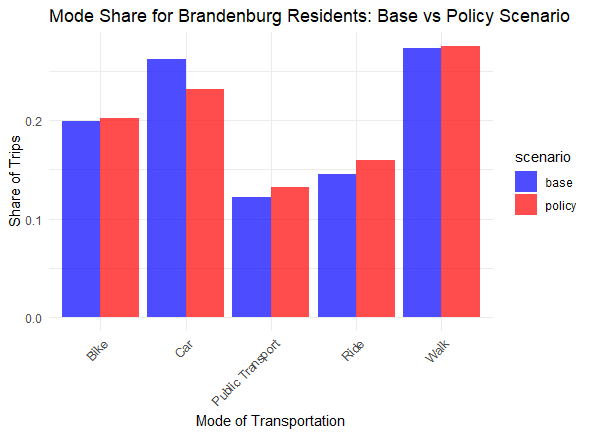 Mode Share for Brandenburg Residents: Base vs Policy Scenario
Share of Trips
0.2
0.1
0.0
Bike
Car
Public Transport
Ride
Walk
Mode of Transportation
scenario
base
policy